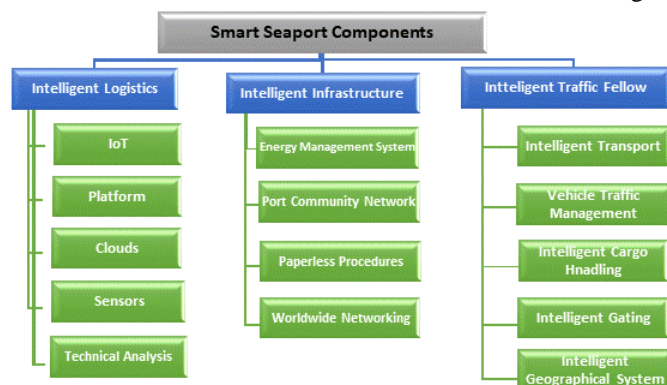 Smart Seaport Components
Intelligent Logistics
IoT
Platform
Clouds
Sensors
Technical Analysis
Intelligent Infrastructure
Energy Management System
Port Community Network
Paperless Procedures
Worldwide Networking
Intteligent Traffic Fellow
Intelligent Transport
Vehicle Traffic
Management
Intelligent Cargo
Hnadling
Intelligent Gating
Intelligent
Geographical System